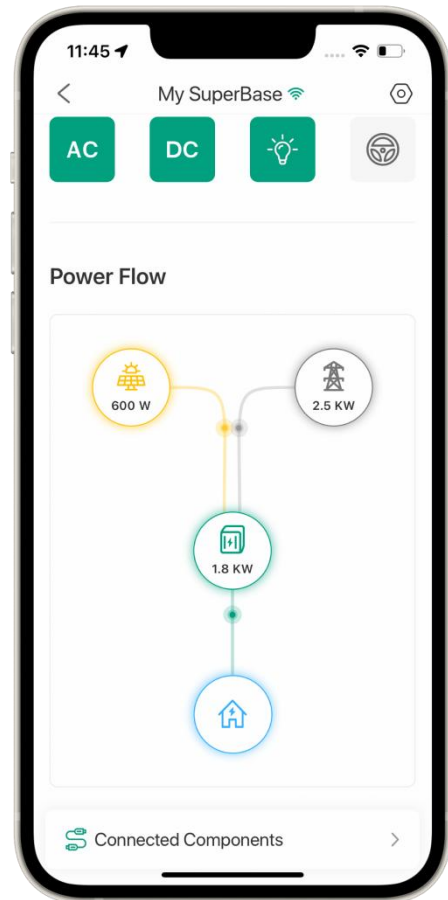 11:45
My SuperBase
AC
DC
Power Flow
600 W
2.5 KW
1.8 KW
Connected Components